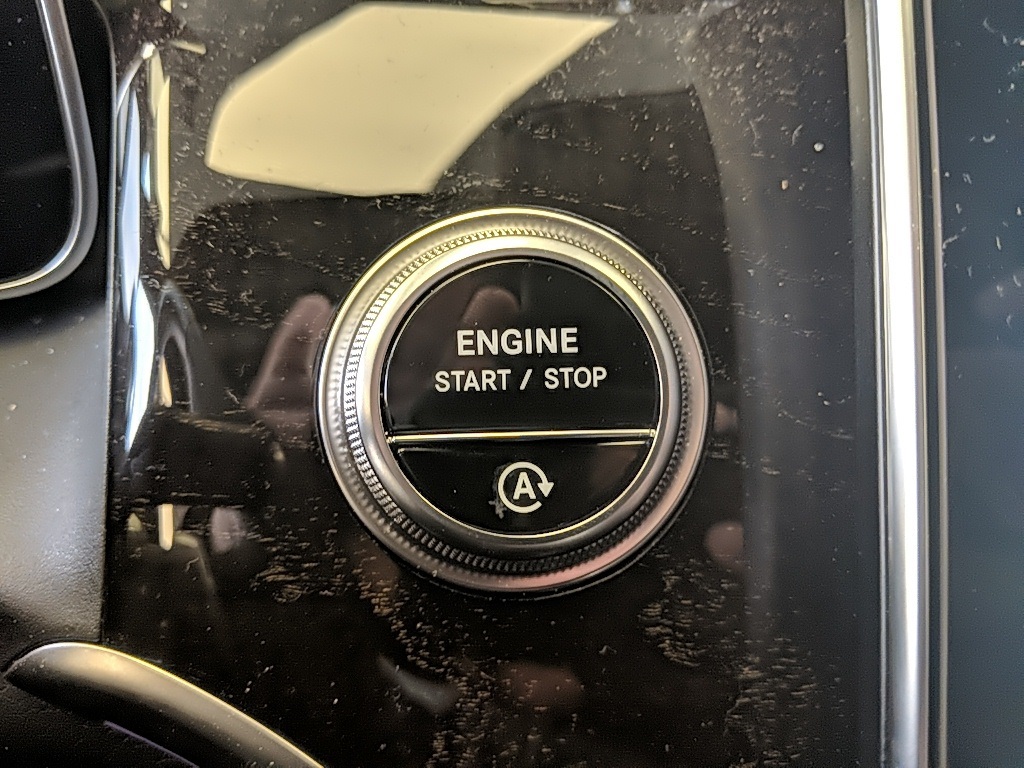 ENGINE
START / STOP
A